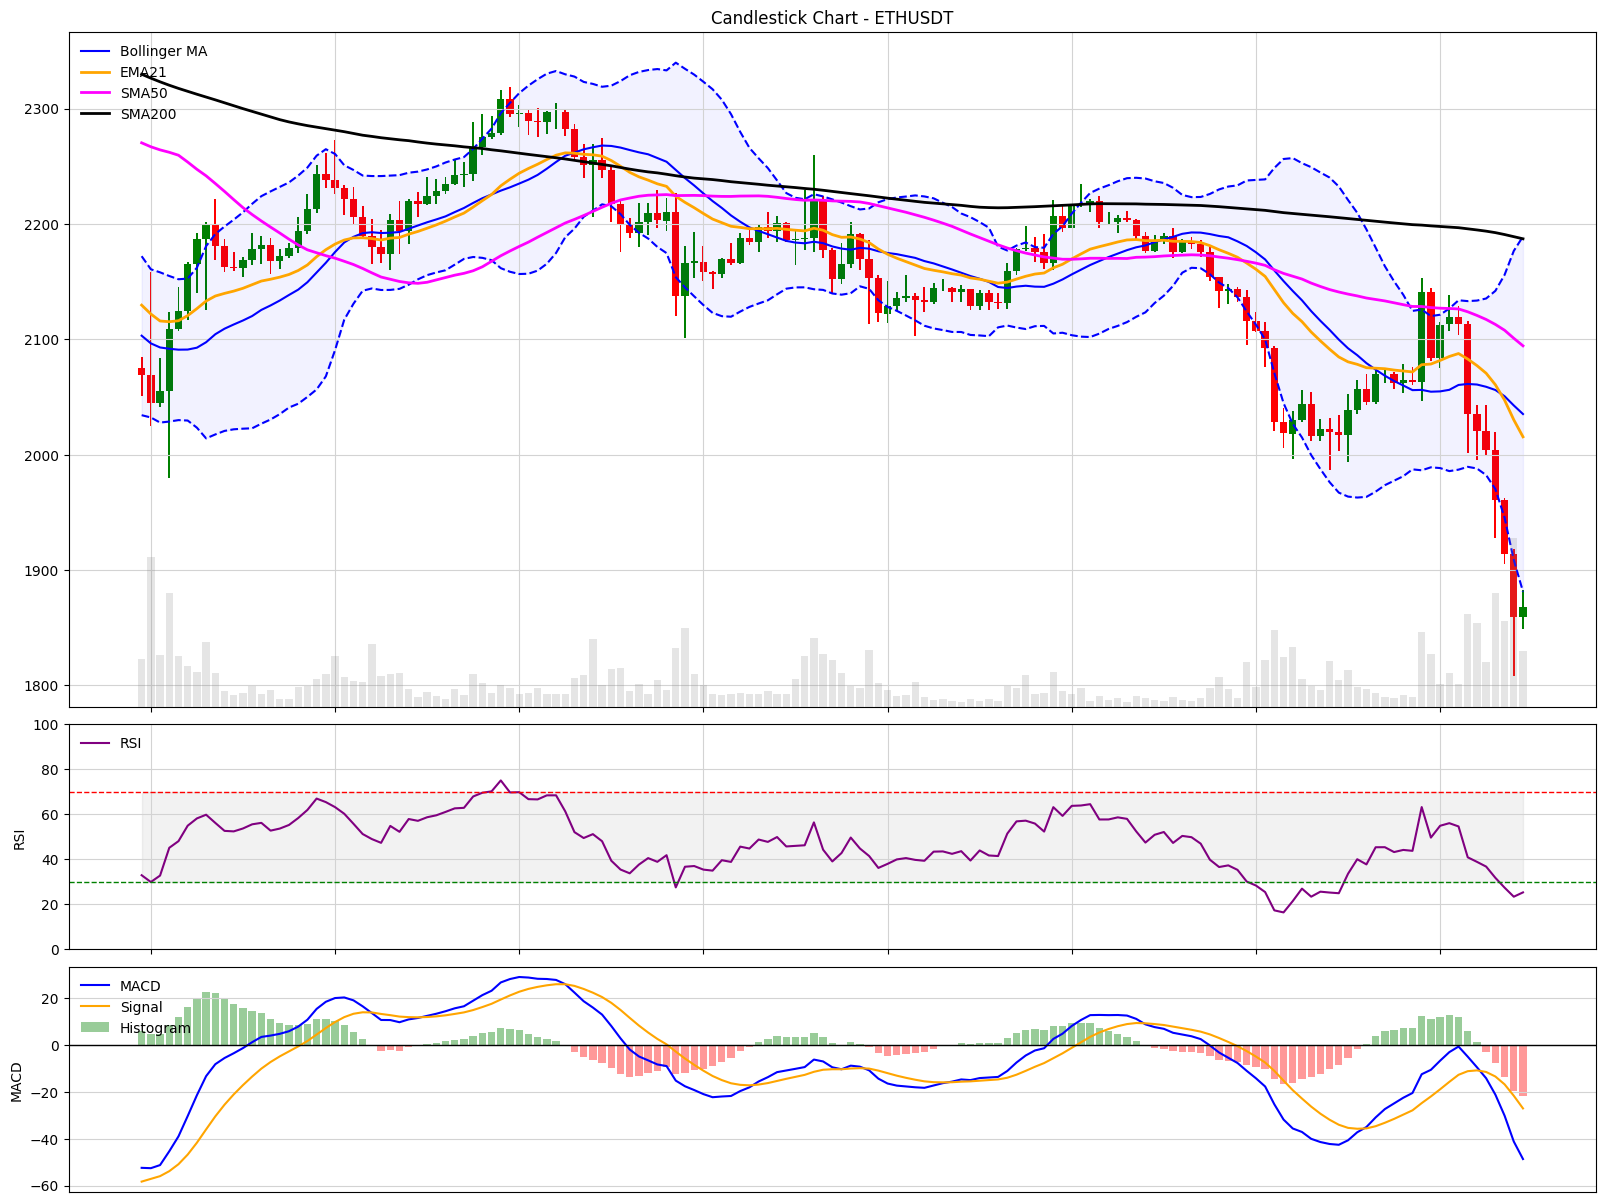 Candlestick Chart - ETHUSDT
Bollinger MA
EMA21
SMA50
SMA200
2300
2200
2100
2000
1900
1800
100
80
60
40
20
0
RSI
RSI
20
0
−20
−40
−60
MACD
MACD
Signal
Histogram